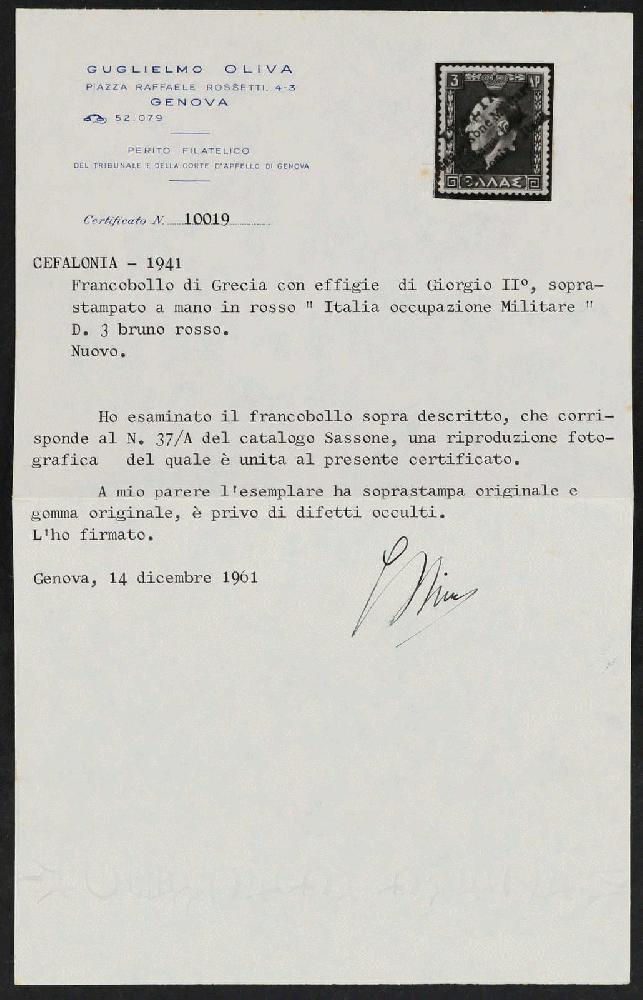 GUGLIELMO OLIVA
PIAZZA RAFFAELE ROSSETTI, 4-3
GENOVA
52.079
PERITO FILATELICO
DEL TRIBUNALE E DELLA CORTE D'APPELLO DI GENOVA
Certificato N. 10019
3 ΔΡ
ΕΛΛΑΣ
CEFALONIA - 1941
Francobollo di Grecia con effigie di Giorgio IIº, sopra-
stampato a mano in rosso " Italia occupazione Militare "
D. 3 bruno rosso.
Nuovo.
Ho esaminato il francobollo sopra descritto, che corri-
sponde al N. 37/A del catalogo Sassone, una riproduzione foto-
grafica del quale è unita al presente certificato.
A mio parere l'esemplare ha soprastampa originale e
gomma originale, è privo di difetti occulti.
L'ho firmato.
Genova, 14 dicembre 1961